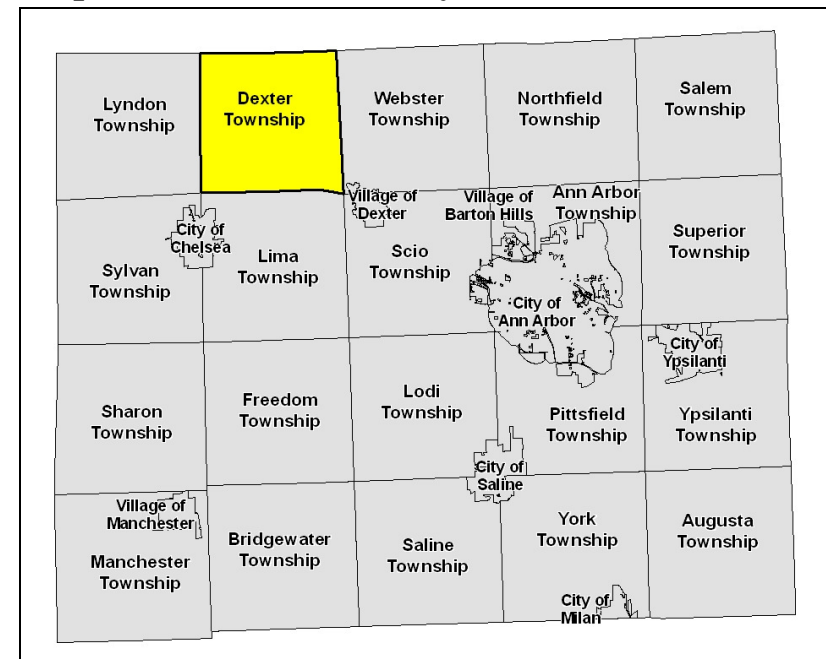 Lyndon
Township
Dexter
Township
Webster
Township
Northfield
Township
Salem
Township
Village of
Dexter
Village of
Barton Hills
Ann Arbor
Township
City of
Chelsea
Sylvan
Township
Lima
Township
Scio
Township
Superior
Township
City of
Ann Arbor
City of
Ypsilanti
Sharon
Township
Freedom
Township
Lodi
Township
Pittsfield
Township
Ypsilanti
Township
City of
Saline
Village of
Manchester
Manchester
Township
Bridgewater
Township
Saline
Township
York
Township
Augusta
Township
City of
Milan